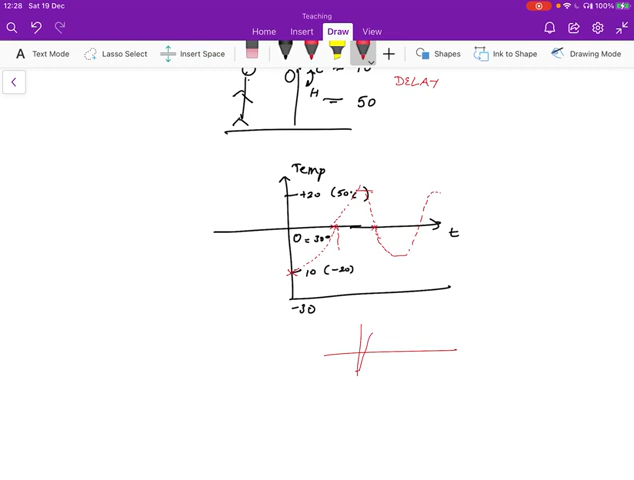 12:28 Sat 19 Dec
100%
Teaching
Home Insert Draw View
Text Mode Lasso Select Insert Space Shapes Ink to Shape Drawing Mode
DELAY
H = 50
Temp
+20 (50%)
t
0 = 30°
10 (-20)
-30